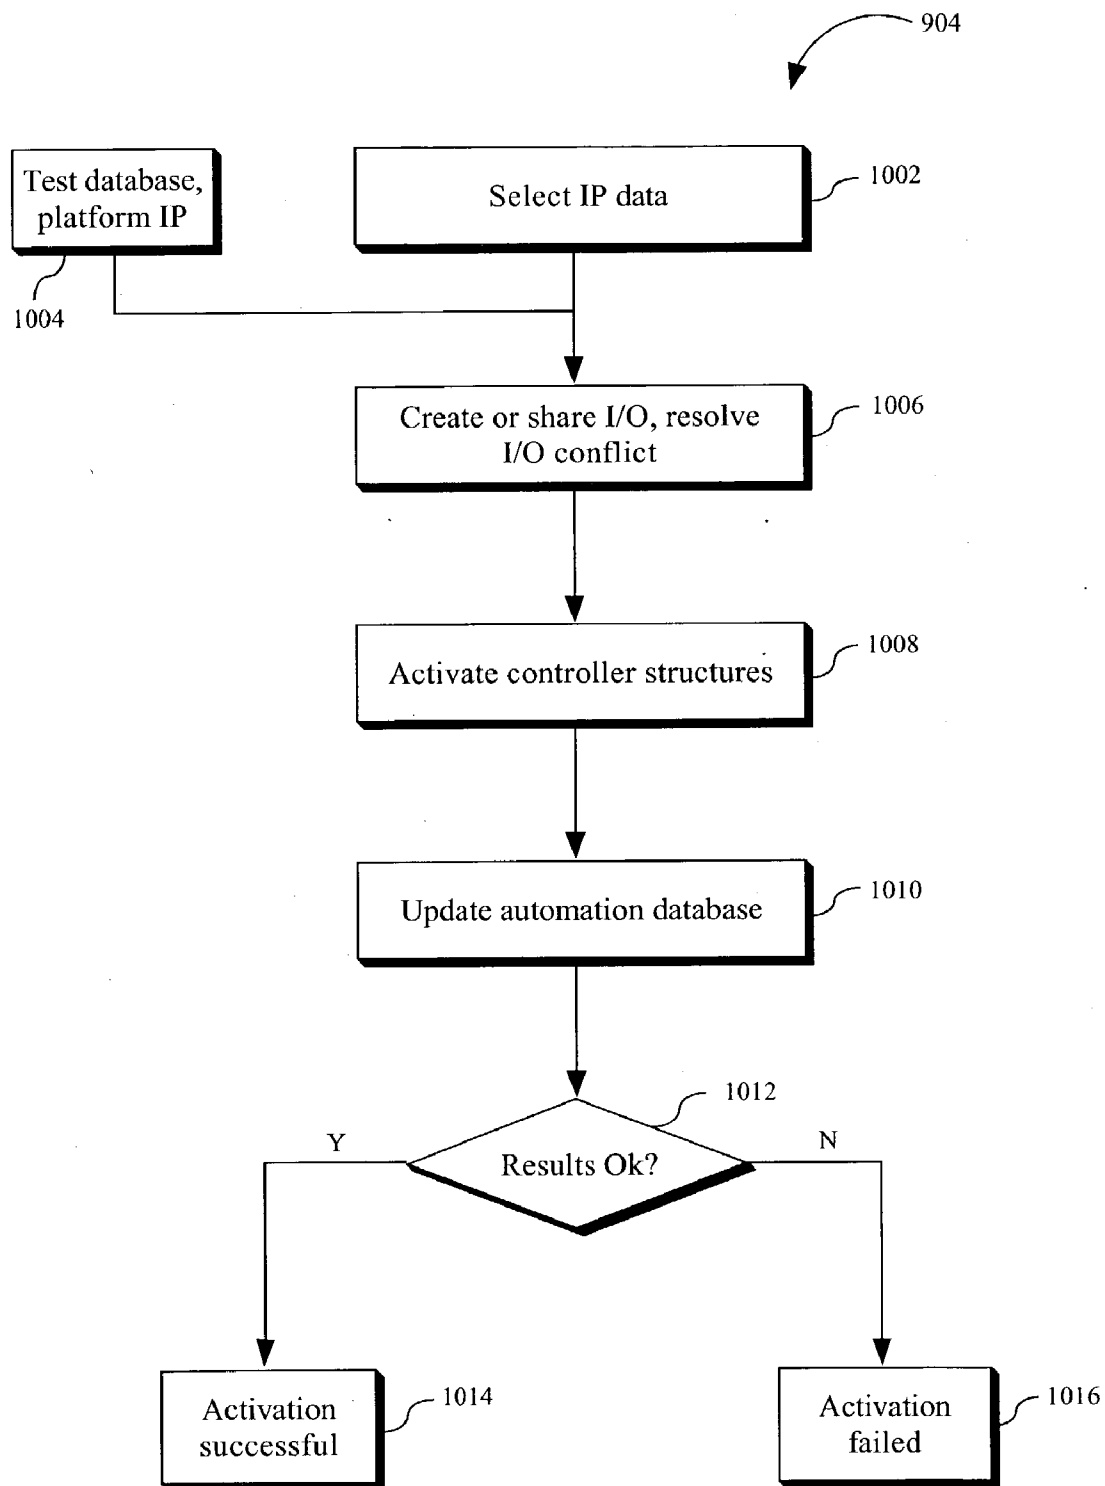 904
Test database,
platform IP
1004
Select IP data
1002
Create or share I/O, resolve
I/O conflict
1006
Activate controller structures
1008
Update automation database
1010
1012
Results Ok?
Y
N
Activation
successful
1014
Activation
failed
1016